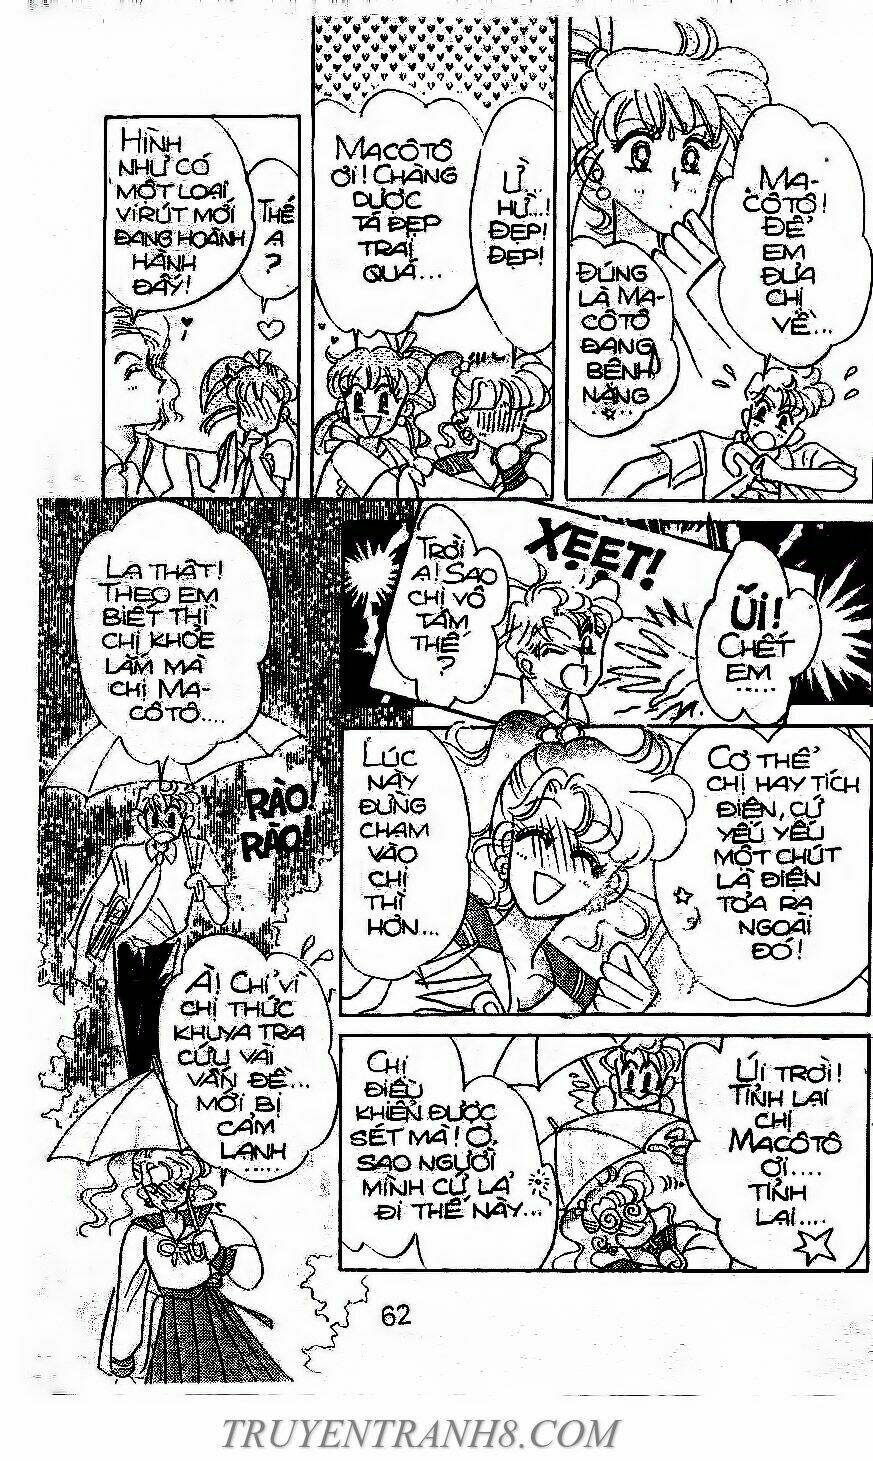 HÌNH
NHƯ CÓ
MỘT LOẠI
VIRÚT MỚI
ĐANG HOÀNH
HÀNH
ĐẤY!
THẾ
A
?
MACÔTÔ
ƠI! CHÀNG
DƯỢC
TÁ ĐẸP
TRAI
QUÁ...
Ừ...
HỪ...!
ĐẸP!
ĐẸP!
MA-
CÔTÔ!
ĐỂ
EM
ĐƯA
CHỊ
VỀ...
ĐÚNG
LÀ MA-
CÔTÔ
ĐANG
BỆNH
NẶNG
LẠ THẬT!
THEO EM
BIẾT THÌ
CHỊ KHỎE
LẮM MÀ
CHỊ MA-
CÔTÔ....
RÀO!
RÀO!
À! CHỈ VÌ
CHỊ THỨC
KHUYA TRA
CỨU VÀI
VẤN ĐỀ...
MỚI BỊ
CẢM
LẠNH
.....
TRỜI
Ạ! SAO
CHỊ VÔ
TÂM
THẾ
?
XẸẸT!
ŨI!
CHẾT
EM
.....
LÚC
NÀY
ĐỪNG
CHẠM
VÀO
CHỊ
THÌ
HƠN...
CƠ THỂ
CHỊ HAY TÍCH
ĐIỆN, CỨ
YẾU YẾU
MỘT CHÚT
LÀ ĐIỆN
TỎA RA
NGOÀI
ĐÓ!
CHỊ
ĐIỀU
KHIỂN ĐƯỢC
SÉT MÀ! Ơ,
SAO NGƯỜI
MÌNH CỨ LẢ
ĐI THẾ NÀY...
ÚI TRỜI!
TỈNH LẠI
CHỊ
MACÔTÔ
ƠI....
TỈNH
LẠI....
62
TRUYENTRANH8.COM